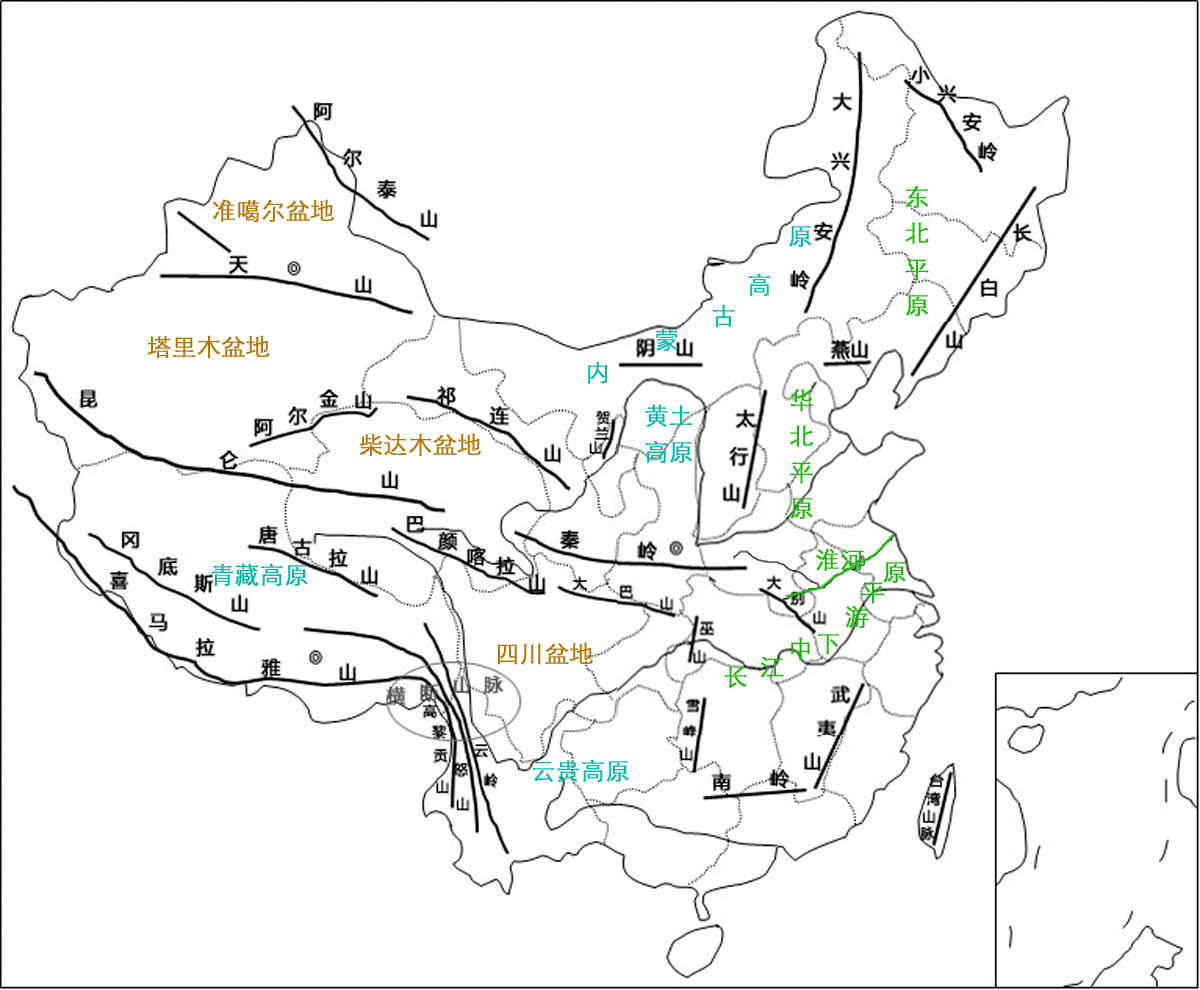 阿尔泰山
准噶尔盆地
天山
塔里木盆地
大兴安岭
小兴安岭
长白山
东北平原
内蒙古高原
阴山
燕山
昆仑山
阿尔金山
祁连山
柴达木盆地
贺兰山
黄土
高原
太行山
华北平原
冈底斯山
喜马拉雅山
唐古拉山
青藏高原
巴颜喀拉山
秦岭
大巴山
大别山
淮河
长江中下游平原
四川盆地
巫山
横断山脉
高黎贡山
怒山
云岭
云贵高原
雪峰山
武夷山
南岭
台湾山脉